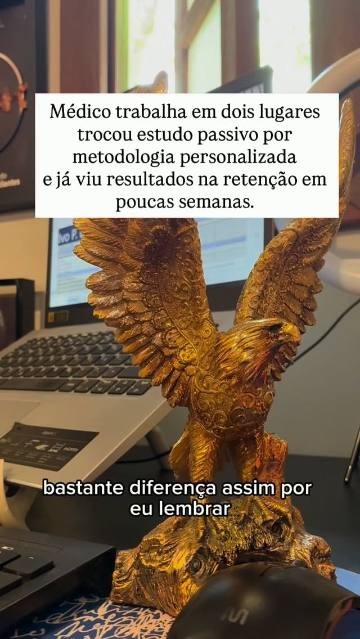 Médico trabalha em dois lugares
trocou estudo passivo por
metodologia personalizada
e já viu resultados na retenção em
poucas semanas.
bastante diferença assim por
eu lembrar